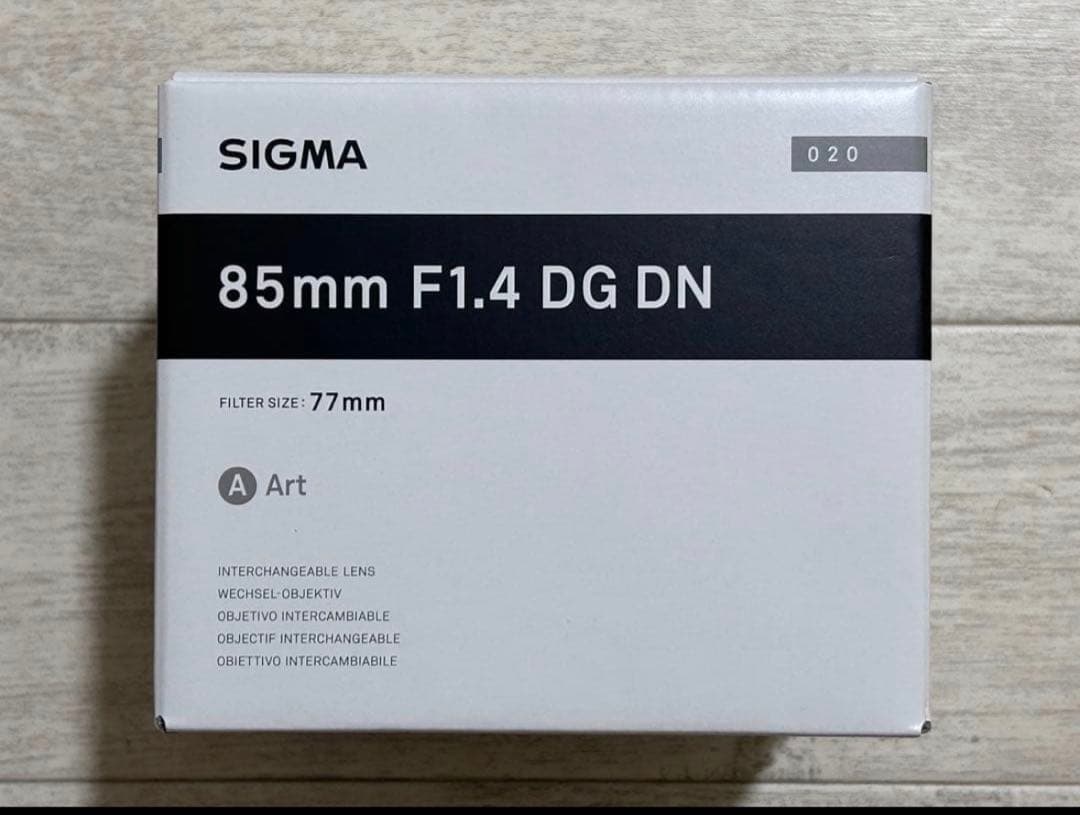 SIGMA
020
85mm F1.4 DG DN
FILTER SIZE: 77mm
A Art
INTERCHANGEABLE LENS
WECHSEL-OBJEKTIV
OBJETIVO INTERCAMBIABLE
OBJECTIF INTERCHANGEABLE
OBIETTIVO INTERCAMBIABILE